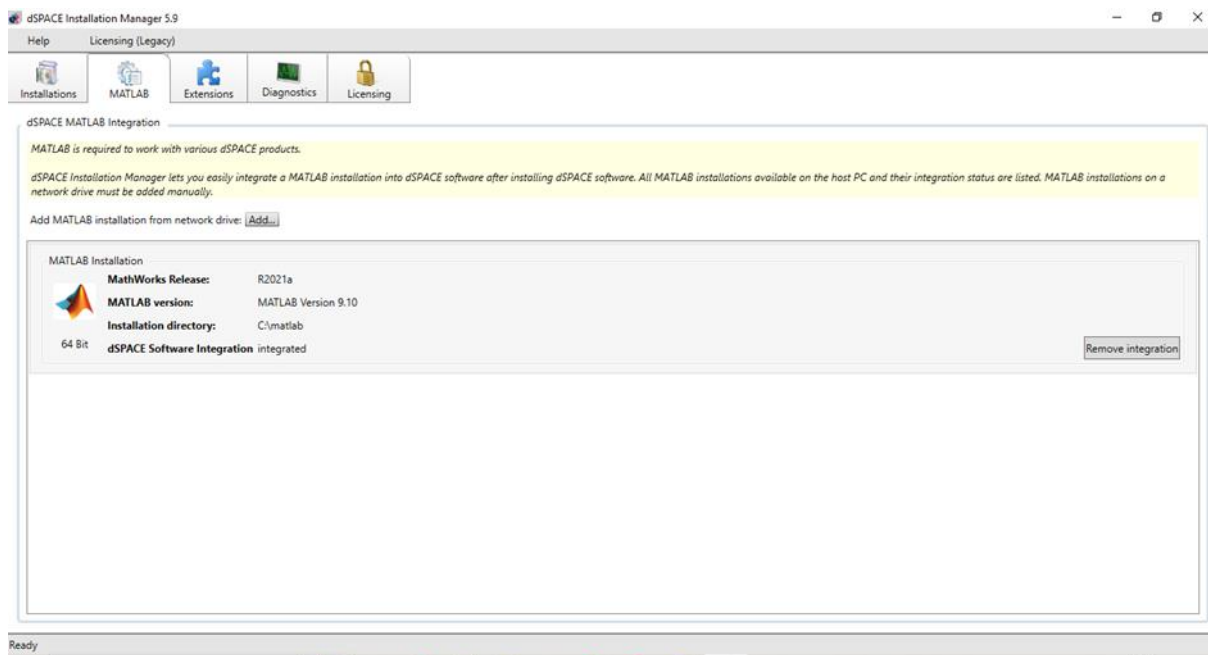 dSPACE Installation Manager 5.9
Help Licensing (Legacy)
Installations MATLAB Extensions Diagnostics Licensing
dSPACE MATLAB Integration
MATLAB is required to work with various dSPACE products.
dSPACE Installation Manager lets you easily integrate a MATLAB installation into dSPACE software after installing dSPACE software. All MATLAB installations available on the host PC and their integration status are listed. MATLAB installations on a
network drive must be added manually.
Add MATLAB installation from network drive: Add...
MATLAB Installation
MathWorks Release: R2021a
MATLAB version: MATLAB Version 9.10
Installation directory: C:\matlab
64 Bit dSPACE Software Integration integrated Remove integration
Ready